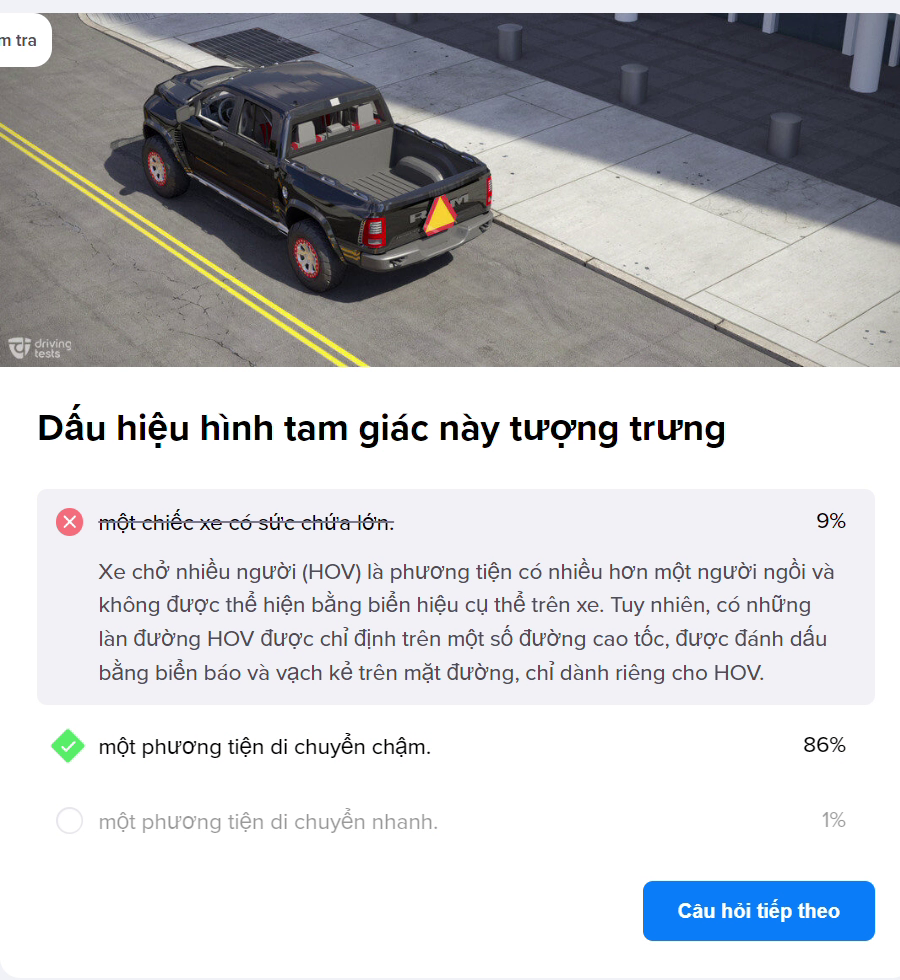 m tra
RAM
driving
tests
Dấu hiệu hình tam giác này tượng trưng
một chiếc xe có sức chứa lớn. 9%
Xe chở nhiều người (HOV) là phương tiện có nhiều hơn một người ngồi và
không được thể hiện bằng biển hiệu cụ thể trên xe. Tuy nhiên, có những
làn đường HOV được chỉ định trên một số đường cao tốc, được đánh dấu
bằng biển báo và vạch kẻ trên mặt đường, chỉ dành riêng cho HOV.
một phương tiện di chuyển chậm. 86%
một phương tiện di chuyển nhanh. 1%
Câu hỏi tiếp theo